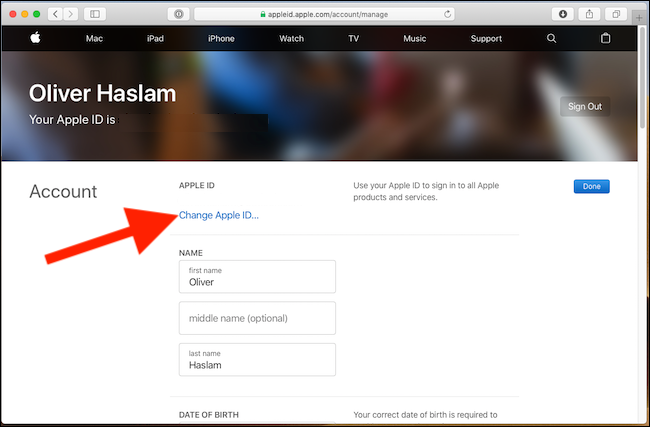 appleid.apple.com/account/manage
Mac iPad iPhone Watch TV Music Support
Oliver Haslam
Your Apple ID is
Sign Out
Account
APPLE ID
Change Apple ID...
Use your Apple ID to sign in to all Apple
products and services.
Done
NAME
first name
Oliver
middle name (optional)
last name
Haslam
DATE OF BIRTH
Your correct date of birth is required to